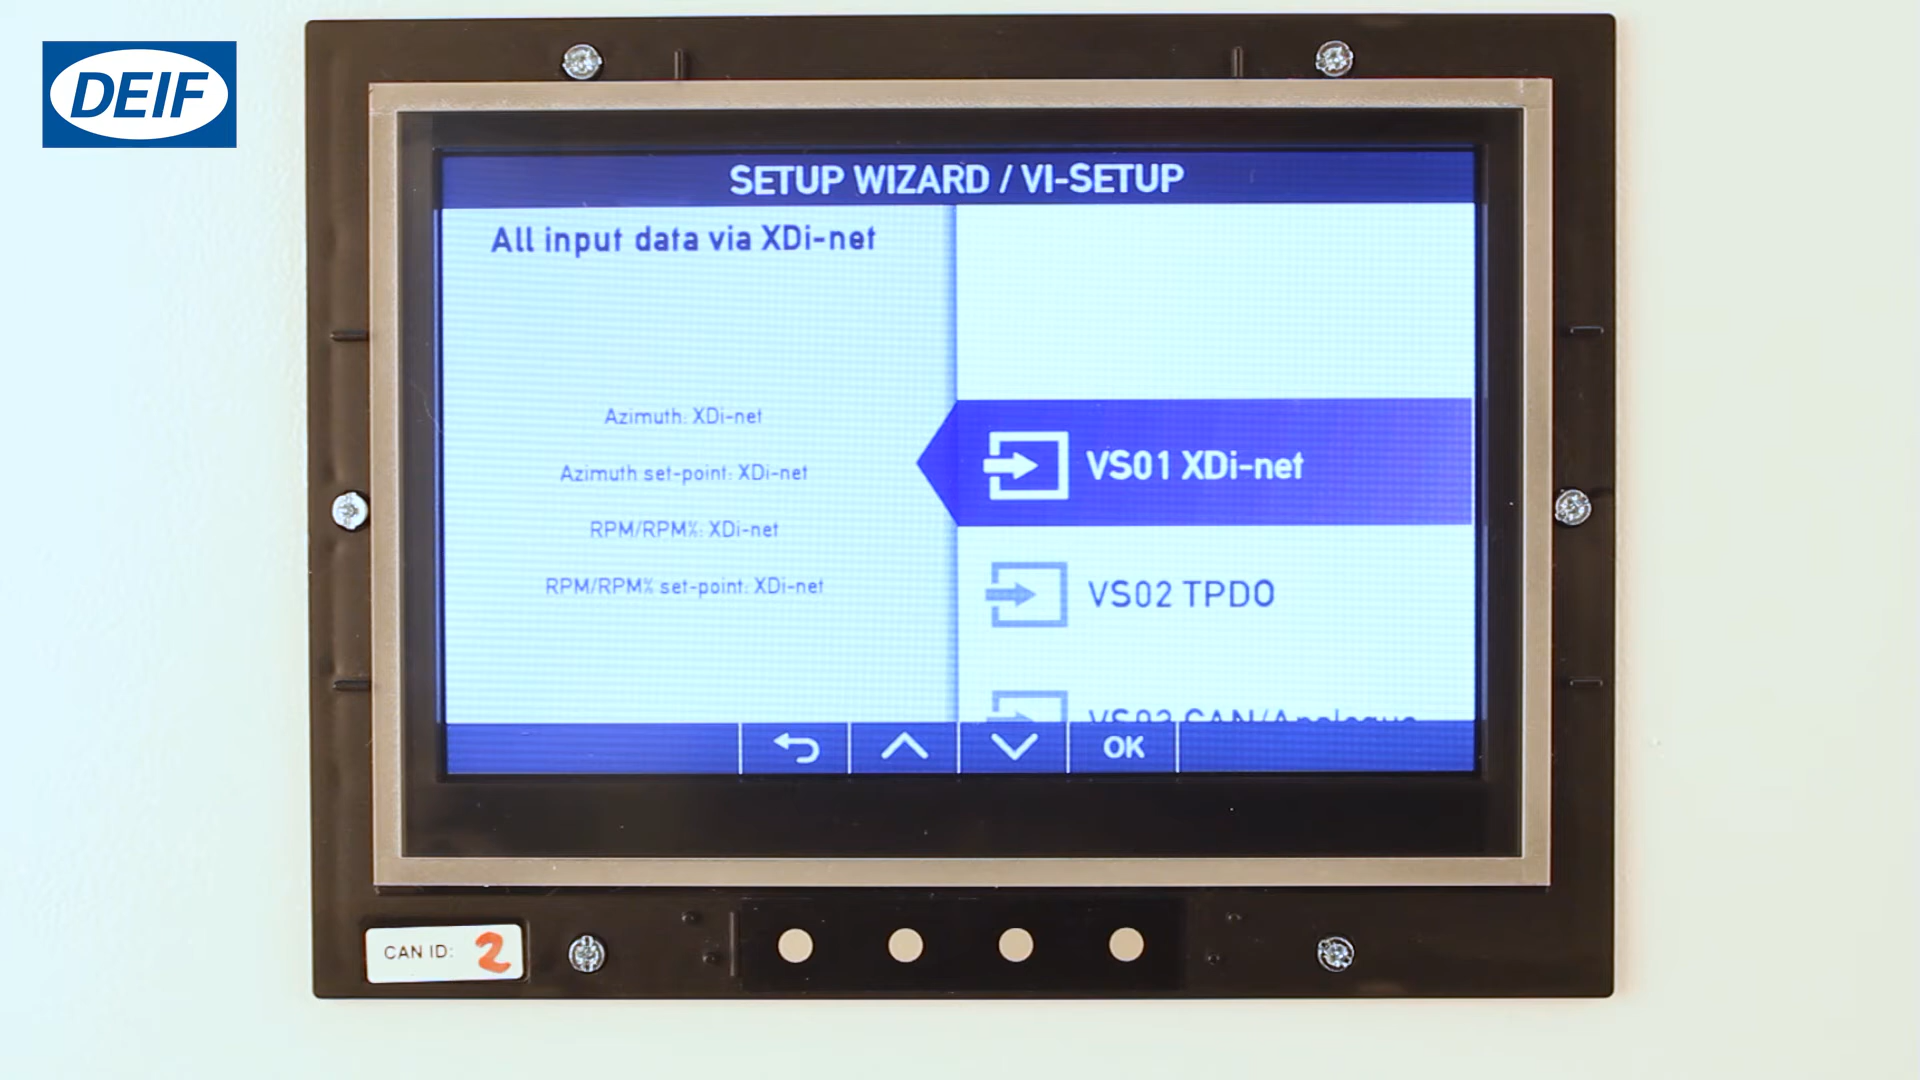 DEIF
SETUP WIZARD / VI-SETUP
All input data via XDi-net
Azimuth: XDi-net
Azimuth set-point: XDi-net
RPM/RPM%: XDi-net
RPM/RPM% set-point: XDi-net
VS01 XDi-net
VS02 TPDO
VS03 CAN/Analogue
OK
CAN ID: 2